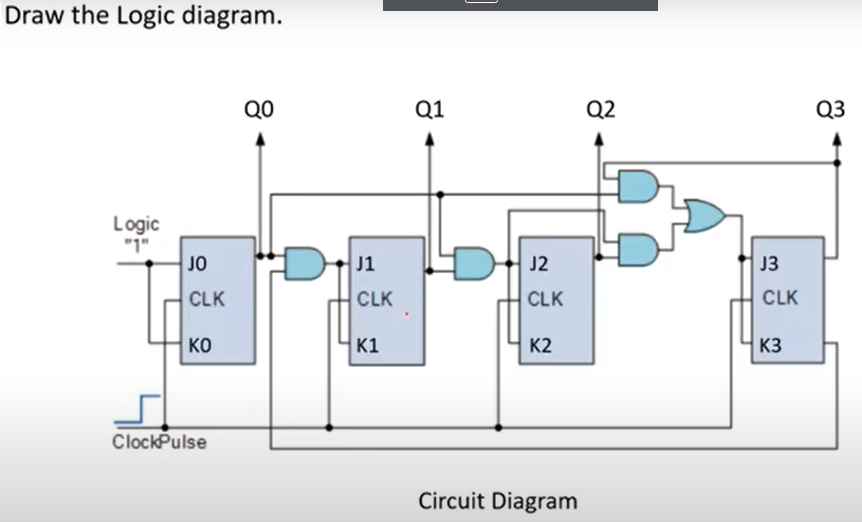 Draw the Logic diagram.
Q0 Q1 Q2 Q3
Logic
"1"
J0 J1 J2 J3
CLK CLK CLK CLK
K0 K1 K2 K3
ClockPulse
Circuit Diagram